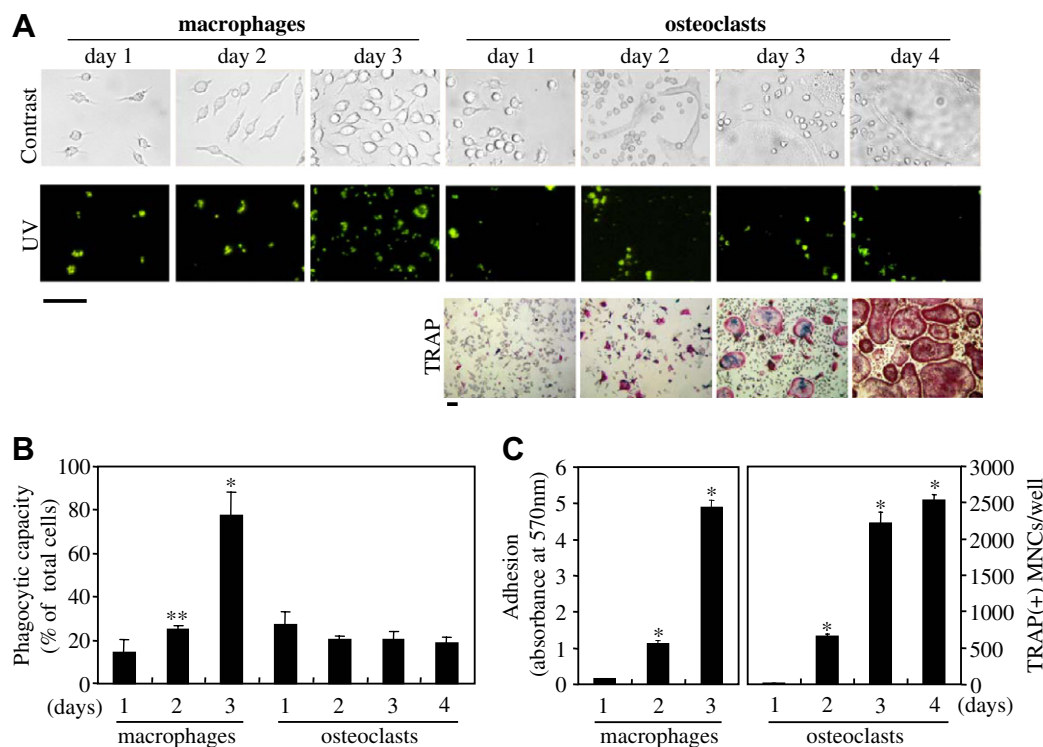 A
macrophages osteoclasts
day 1 day 2 day 3 day 1 day 2 day 3 day 4
Contrast
UV
TRAP
B
Phagocytic capacity
(% of total cells)
100
80
60
40
20
0
**
*
(days) 1 2 3 1 2 3 4
macrophages osteoclasts
C
Adhesion
(absorbance at 570nm)
6
5
4
3
2
1
0
*
*
*
*
*
3000
2500
2000
1500
1000
500
0
TRAP(+) MNCs/well
1 2 3 1 2 3 4 (days)
macrophages osteoclasts